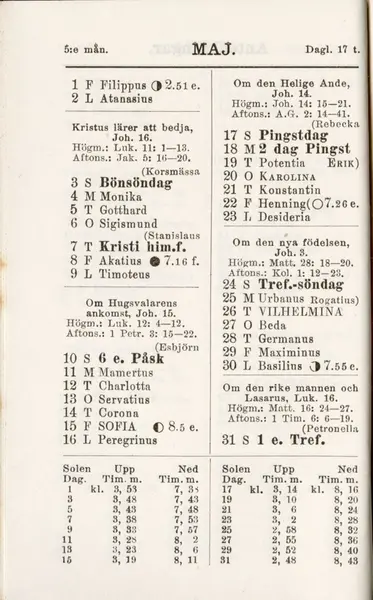 5:e mån.
MAJ.
Dagl. 17 t.
1 F Filippus 2.51 e.
2 L Atanasius
Kristus lärer att bedja,
Joh. 16.
Högm.: Luk. 11: 1—13.
Aftons.: Jak. 5: 16—20.
(Korsmässa
3 S Bönsöndag
4 M Monika
5 T Gotthard
6 O Sigismund
(Stanislaus
7 T Kristi him.f.
8 F Akatius 7.16 f.
9 L Timoteus
Om Hugsvalarens
ankomst, Joh. 15.
Högm.: Luk. 12: 4—12.
Aftons.: 1 Petr. 3: 15—22.
(Esbjörn
10 S 6 e. Påsk
11 M Mamertus
12 T Charlotta
13 O Servatius
14 T Corona
15 F SOFIA 8.5 e.
16 L Peregrinus
Om den Helige Ande,
Joh. 14.
Högm.: Joh. 14: 15—21.
Aftons.: A.G. 2: 14—41.
(Rebecka
17 S Pingstdag
18 M 2 dag Pingst
19 T Potentia ERIK)
20 O KAROLINA
21 T Konstantin
22 F Henning(7.26 e.
23 L Desideria
Om den nya födelsen,
Joh. 3.
Högm.: Matt. 28: 18—20.
Aftons.: Kol. 1: 12—23.
24 S Tref.-söndag
25 M Urbanus Rogatius)
26 T VILHELMINA
27 O Beda
28 T Germanus
29 F Maximinus
30 L Basilius 7.55 e.
Om den rike mannen och
Lasarus, Luk. 16.
Högm.: Matt. 16: 24—27.
Aftons.: 1 Tim. 6: 6—19.
(Petronella
31 S 1 e. Tref.
Solen Upp Ned
Dag. Tim. m. Tim. m.
1 kl. 3, 53 7, 38
3 3, 48 7, 43
5 3, 43 7, 48
7 3, 38 7, 53
9 3, 33 7, 57
11 3, 28 8, 2
13 3, 23 8, 6
15 3, 19 8, 11
Solen Upp Ned
Dag. Tim. m. Tim. m.
17 kl. 3, 14 kl. 8, 16
19 3, 10 8, 20
21 3, 6 8, 24
23 3, 2 8, 28
25 2, 58 8, 32
27 2, 55 8, 36
29 2, 52 8, 40
31 2, 48 8, 43